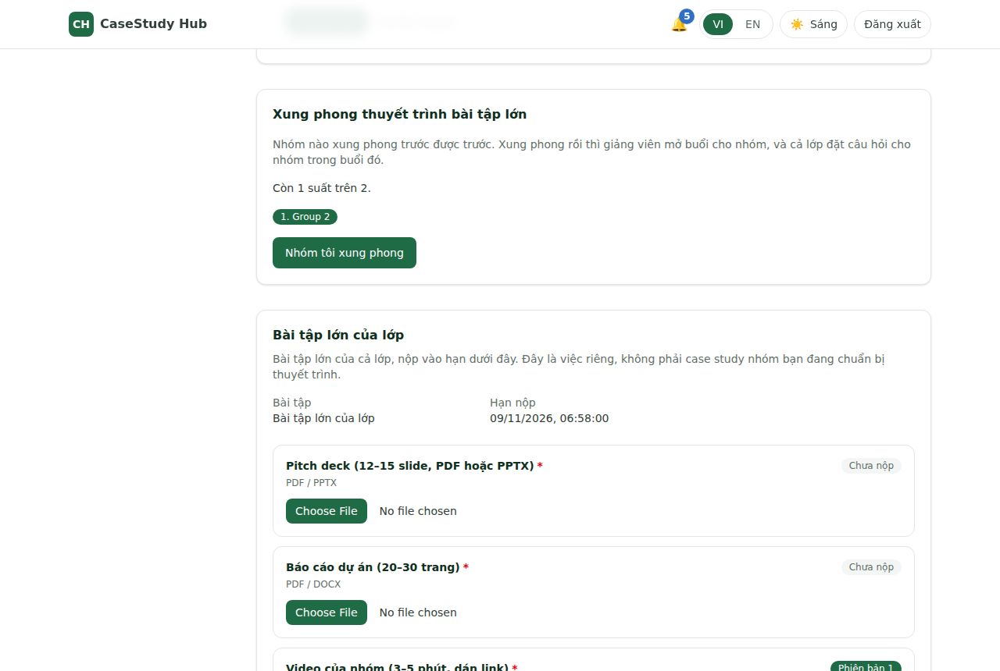 CH CaseStudy Hub
5
VI EN
☀️ Sáng
Đăng xuất
Xung phong thuyết trình bài tập lớn
Nhóm nào xung phong trước được trước. Xung phong rồi thì giảng viên mở buổi cho nhóm, và cả lớp đặt câu hỏi cho
nhóm trong buổi đó.
Còn 1 suất trên 2.
1. Group 2
Nhóm tôi xung phong
Bài tập lớn của lớp
Bài tập lớn của cả lớp, nộp vào hạn dưới đây. Đây là việc riêng, không phải case study nhóm bạn đang chuẩn bị
thuyết trình.
Bài tập Hạn nộp
Bài tập lớn của lớp 09/11/2026, 06:58:00
Pitch deck (12–15 slide, PDF hoặc PPTX) * Chưa nộp
PDF / PPTX
Choose File No file chosen
Báo cáo dự án (20–30 trang) * Chưa nộp
PDF / DOCX
Choose File No file chosen
Video của nhóm (3–5 phút, dán link) * Phiên bản 1